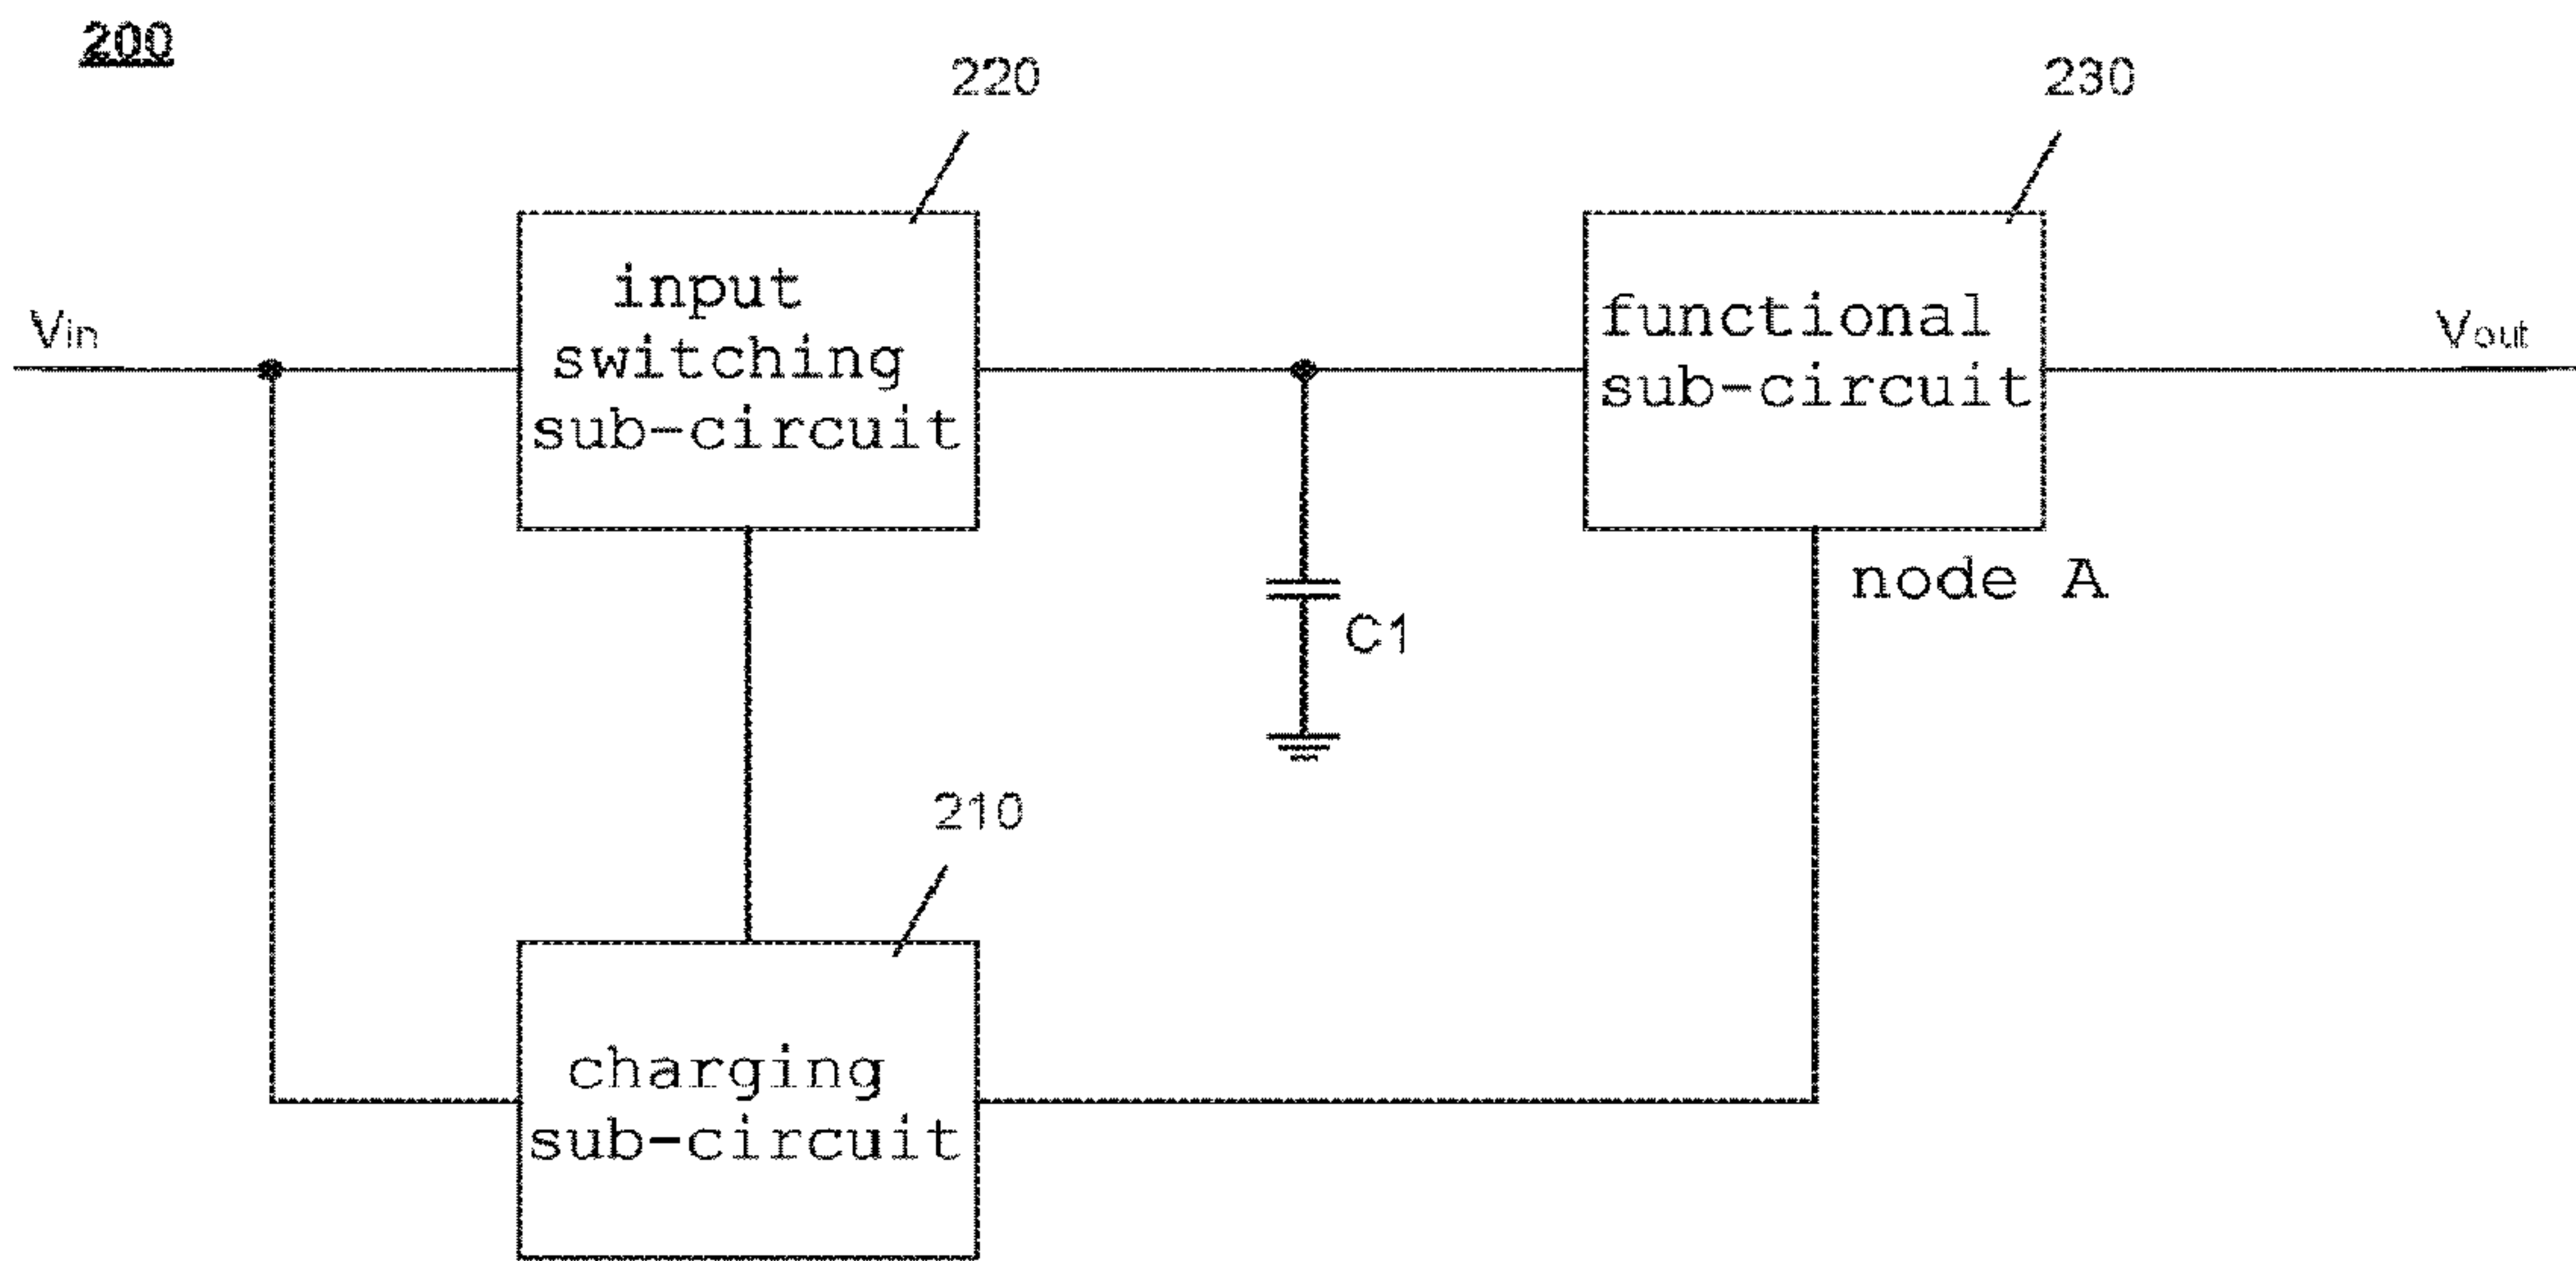 200
220
230
input
switching
sub-circuit
functional
sub-circuit
Vin
Vout
node A
C1
210
charging
sub-circuit